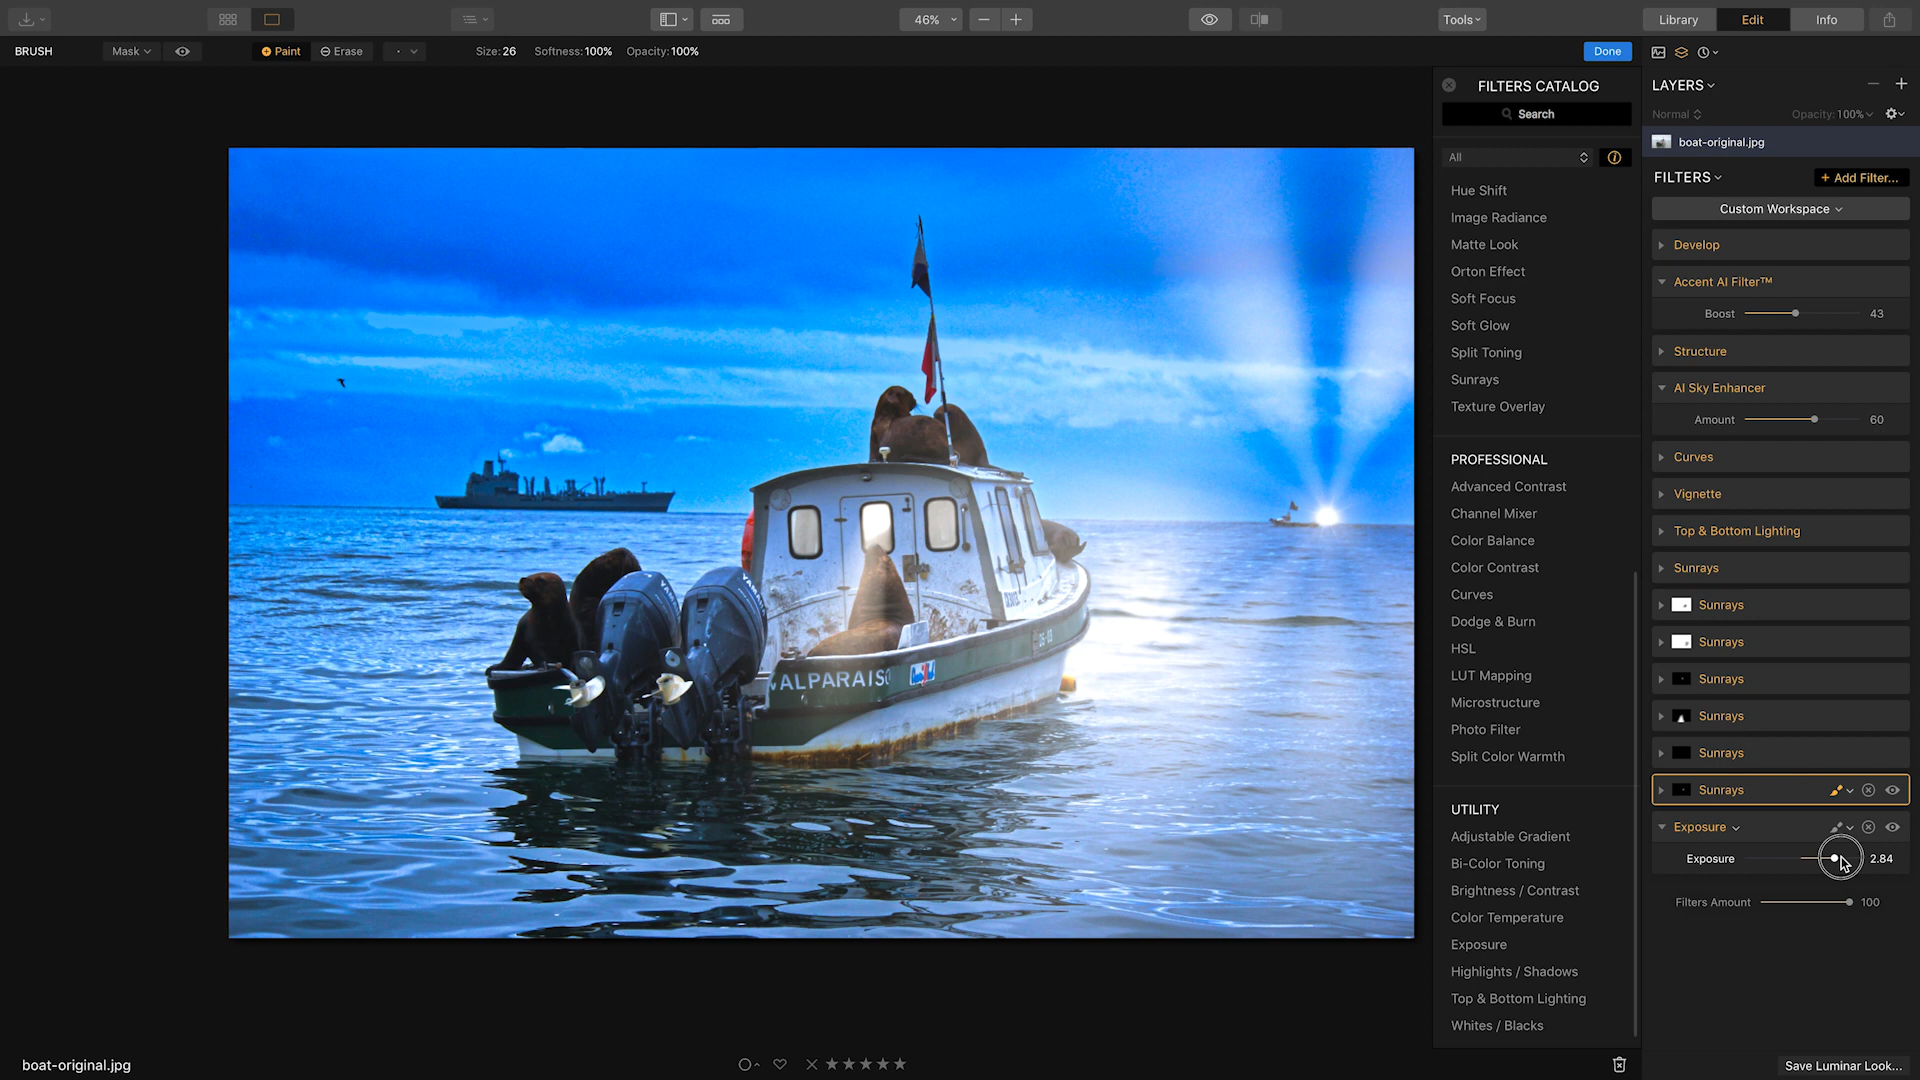 46%
Tools
Library
Edit
Info
BRUSH
Mask
Paint
Erase
Size: 26
Softness: 100%
Opacity: 100%
Done
FILTERS CATALOG
Search
All
Hue Shift
Image Radiance
Matte Look
Orton Effect
Soft Focus
Soft Glow
Split Toning
Sunrays
Texture Overlay
PROFESSIONAL
Advanced Contrast
Channel Mixer
Color Balance
Color Contrast
Curves
Dodge & Burn
HSL
LUT Mapping
Microstructure
Photo Filter
Split Color Warmth
UTILITY
Adjustable Gradient
Bi-Color Toning
Brightness / Contrast
Color Temperature
Exposure
Highlights / Shadows
Top & Bottom Lighting
Whites / Blacks
LAYERS
Normal
Opacity: 100%
boat-original.jpg
FILTERS
+ Add Filter...
Custom Workspace
Develop
Accent AI Filter™
Boost 43
Structure
AI Sky Enhancer
Amount 60
Curves
Vignette
Top & Bottom Lighting
Sunrays
Sunrays
Sunrays
Sunrays
Sunrays
Sunrays
Sunrays
Exposure
Exposure 2.84
Filters Amount 100
YAMAHA
VALPARAISO
boat-original.jpg
Save Luminar Look...